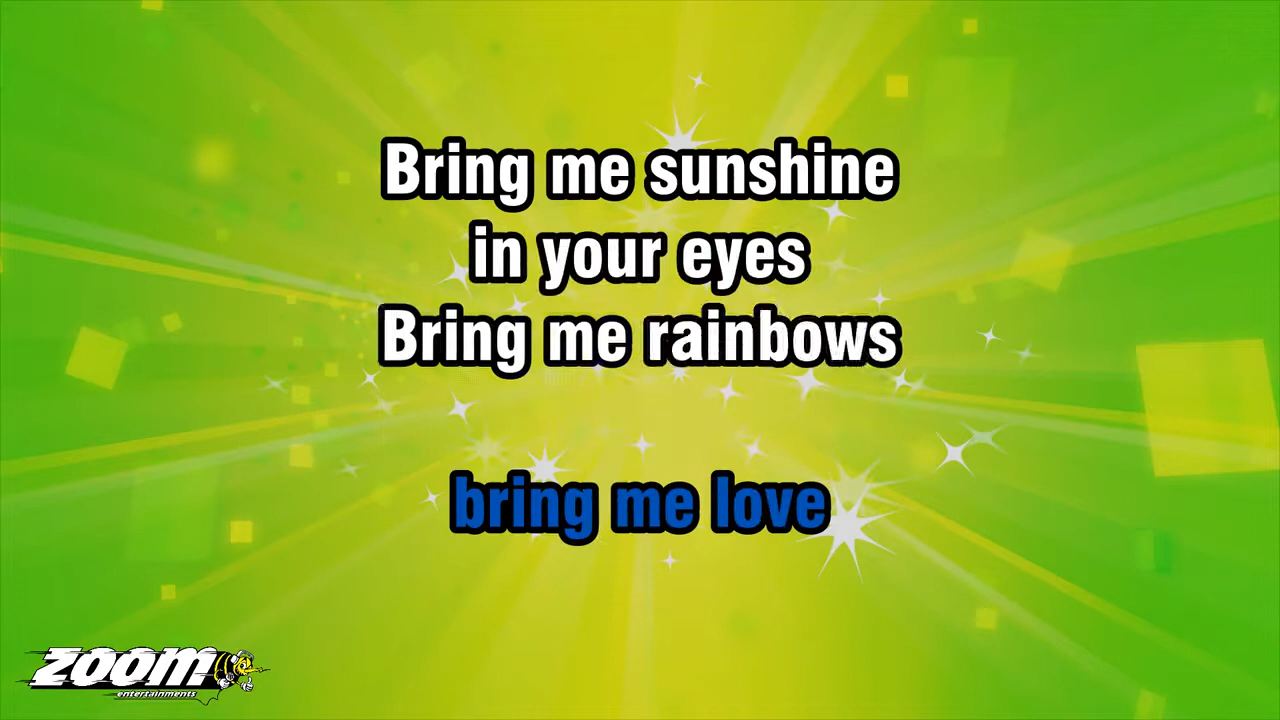 Bring me sunshine
in your eyes
Bring me rainbows
bring me love
ZOOM
entertainments